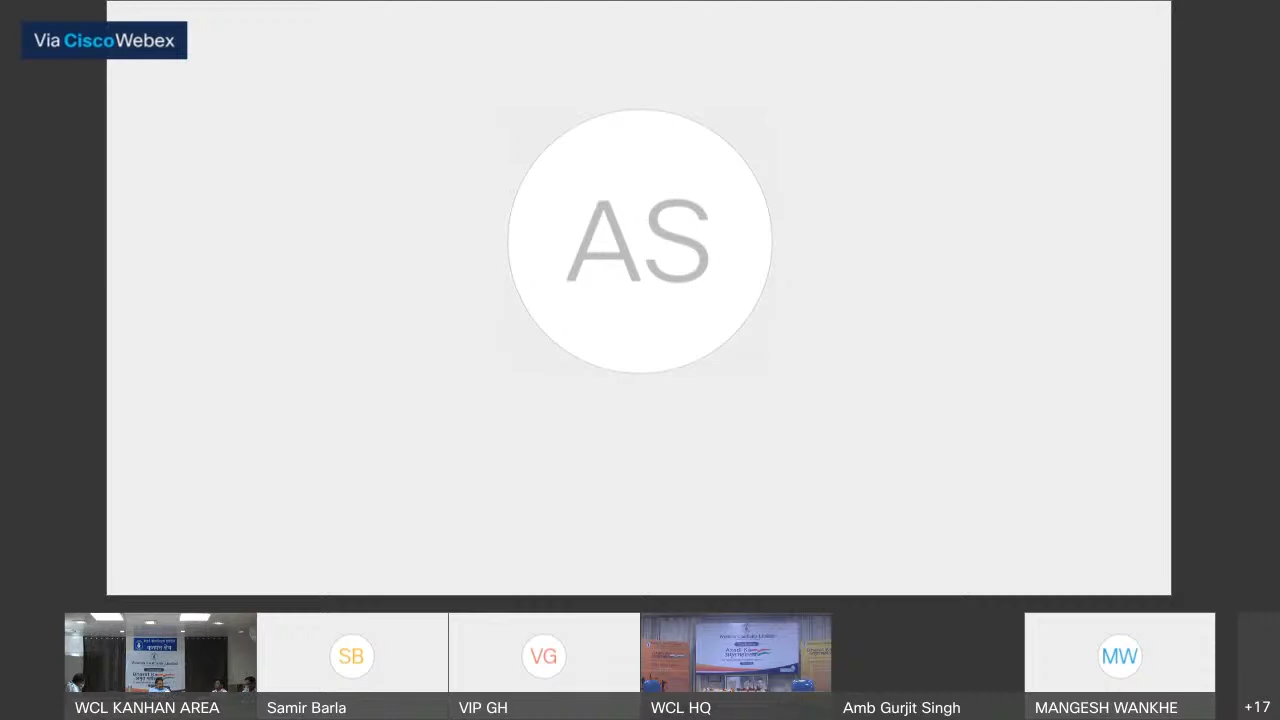 Via CiscoWebex
AS
SB
VG
MW
WCL KANHAN AREA
Samir Barla
VIP GH
WCL HQ
Amb Gurjit Singh
MANGESH WANKHE
+17